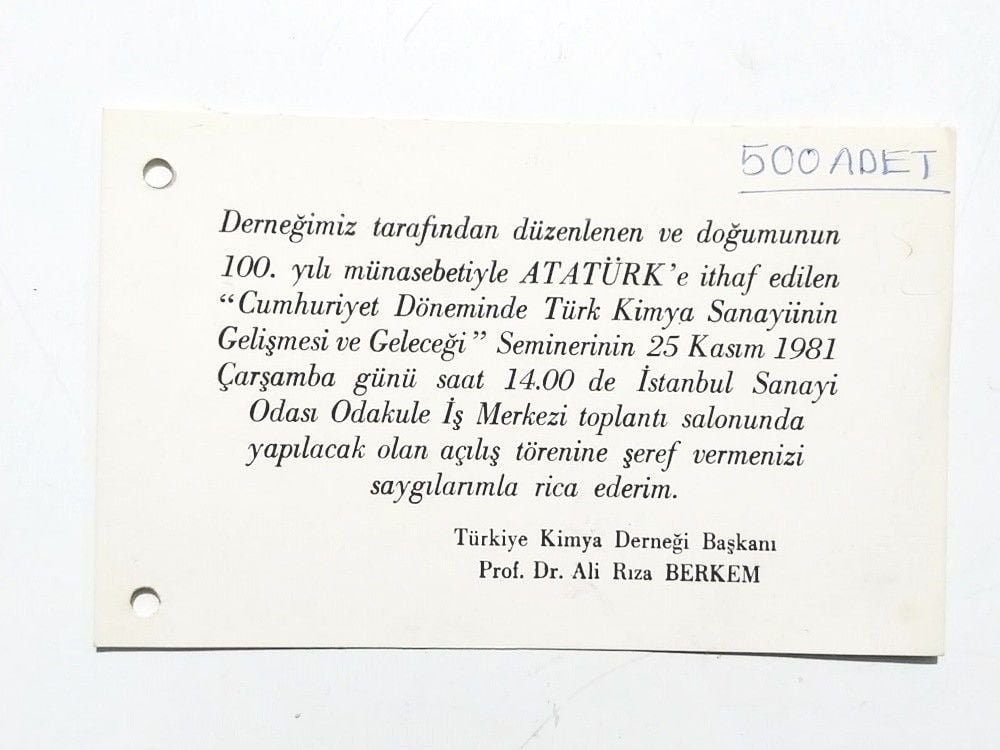 500 ADET
Derneğimiz tarafından düzenlenen ve doğumunun
100. yılı münasebetiyle ATATÜRK'e ithaf edilen
"Cumhuriyet Döneminde Türk Kimya Sanayiinin
Gelişmesi ve Geleceği" Seminerinin 25 Kasım 1981
Çarşamba günü saat 14.00 de İstanbul Sanayi
Odası Odakule İş Merkezi toplantı salonunda
yapılacak olan açılış törenine şeref vermenizi
saygılarımla rica ederim.
Türkiye Kimya Derneği Başkanı
Prof. Dr. Ali Rıza BERKEM